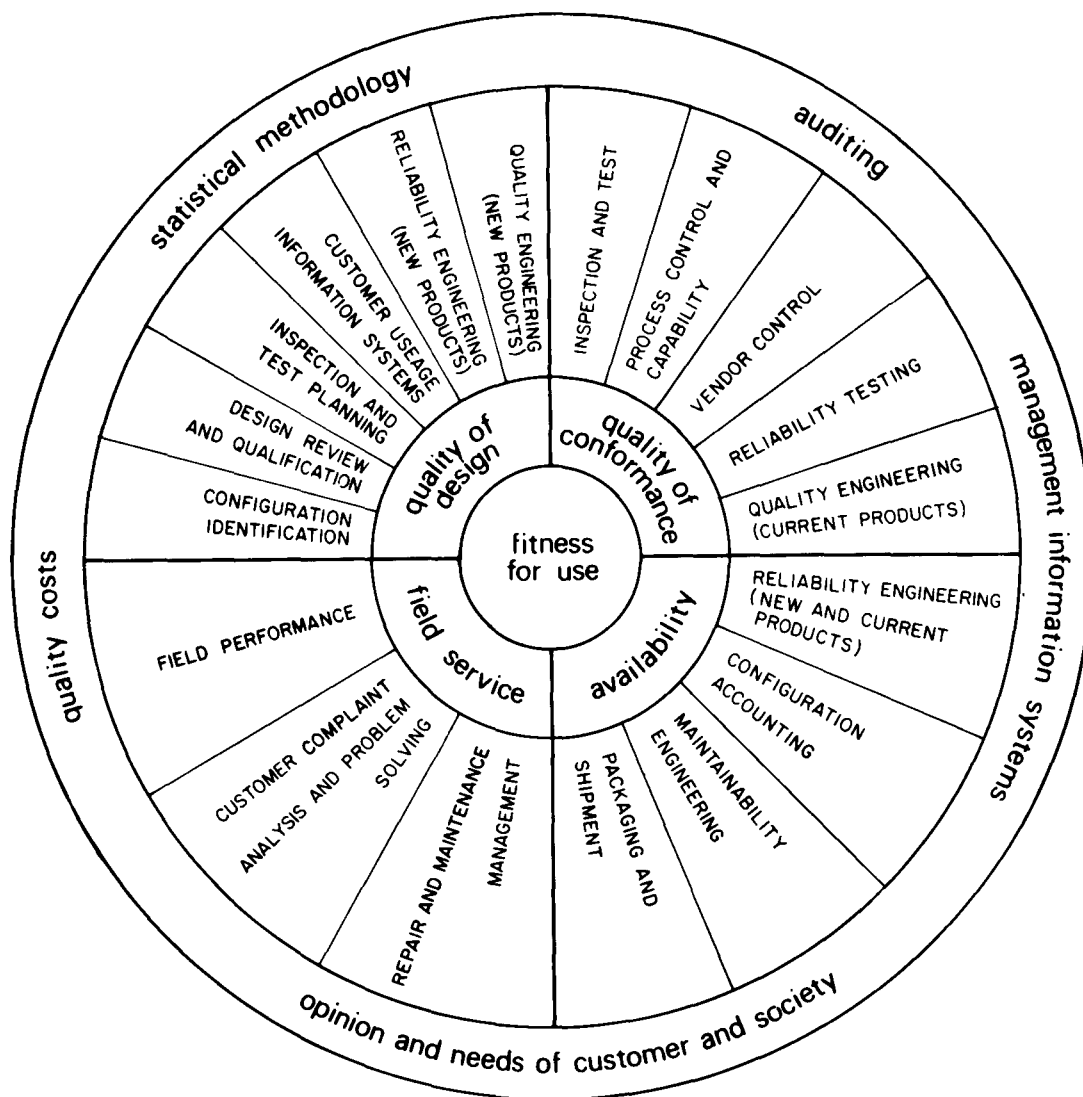 statistical methodology
auditing
management information systems
opinion and needs of customer and society
quality costs
QUALITY ENGINEERING
(NEW PRODUCTS)
RELIABILITY ENGINEERING
(NEW PRODUCTS)
CUSTOMER USEAGE
INFORMATION SYSTEMS
INSPECTION AND
TEST PLANNING
DESIGN REVIEW
AND QUALIFICATION
CONFIGURATION
IDENTIFICATION
INSPECTION AND TEST
PROCESS CONTROL AND
CAPABILITY
VENDOR CONTROL
RELIABILITY TESTING
QUALITY ENGINEERING
(CURRENT PRODUCTS)
RELIABILITY ENGINEERING
(NEW AND CURRENT
PRODUCTS)
CONFIGURATION
ACCOUNTING
MAINTAINABILITY
ENGINEERING
PACKAGING AND
SHIPMENT
REPAIR AND MAINTENANCE
MANAGEMENT
CUSTOMER COMPLAINT
ANALYSIS AND PROBLEM
SOLVING
FIELD PERFORMANCE
quality of
design
quality of
conformance
availability
field service
fitness
for use